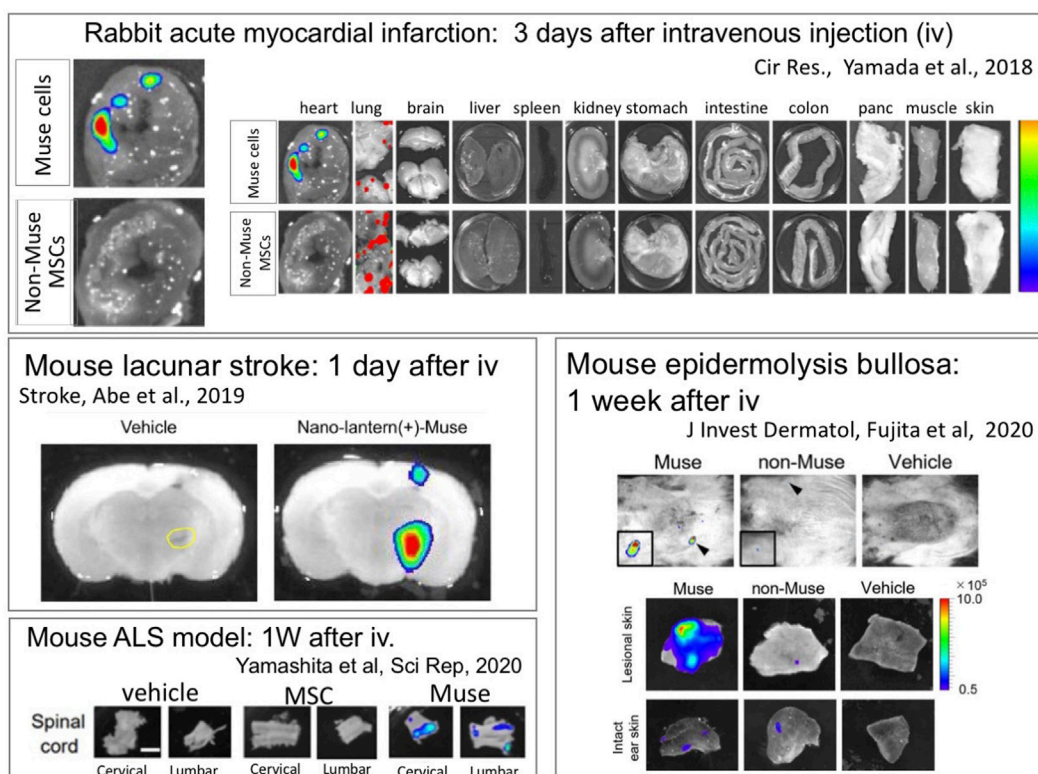 Rabbit acute myocardial infarction: 3 days after intravenous injection (iv)
Cir Res., Yamada et al., 2018
Muse cells
Non-Muse
MSCs
heart lung brain liver spleen kidney stomach intestine colon panc muscle skin
Muse cells
Non-Muse
MSCs
Mouse lacunar stroke: 1 day after iv
Stroke, Abe et al., 2019
Vehicle Nano-lantern(+)-Muse
Mouse ALS model: 1W after iv.
Yamashita et al, Sci Rep, 2020
vehicle MSC Muse
Spinal
cord
Cervical Lumbar Cervical Lumbar Cervical Lumbar
Mouse epidermolysis bullosa:
1 week after iv
J Invest Dermatol, Fujita et al, 2020
Muse non-Muse Vehicle
Muse non-Muse Vehicle
× 10⁵
10.0
Lesional skin
0.5
Intact
ear skin